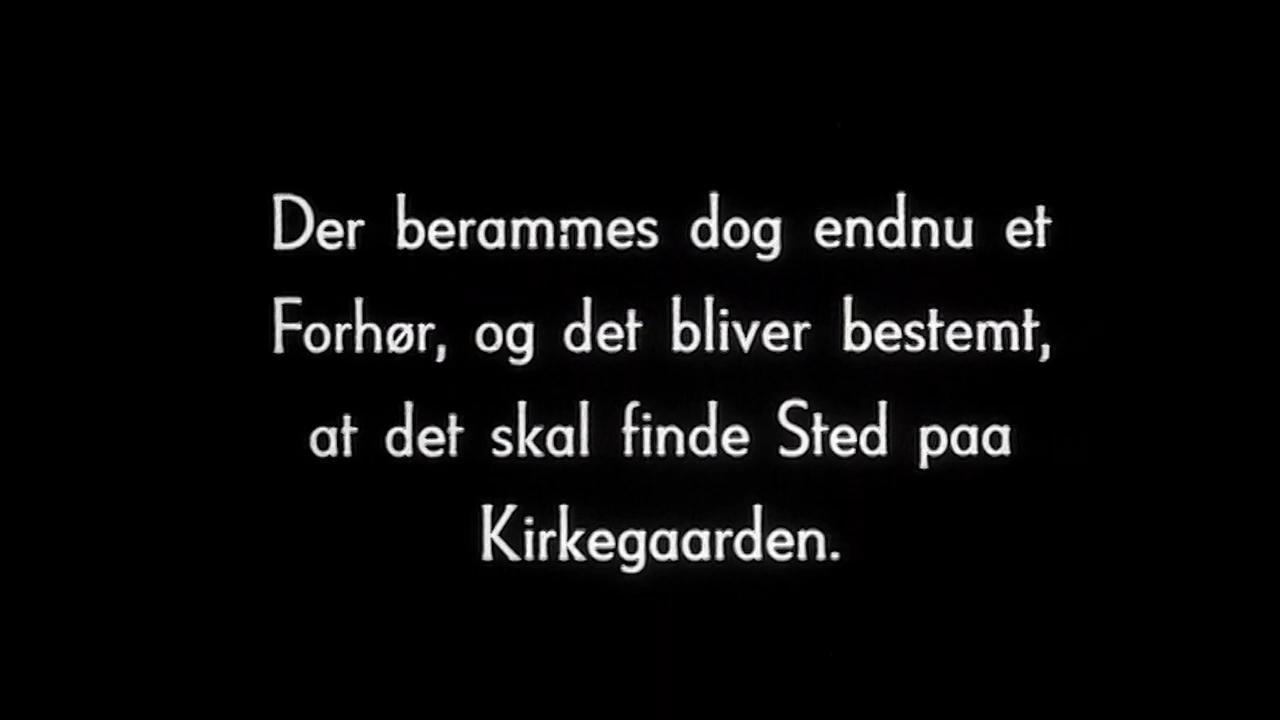 Der berammes dog endnu et
Forhør, og det bliver bestemt,
at det skal finde Sted paa
Kirkegaarden.